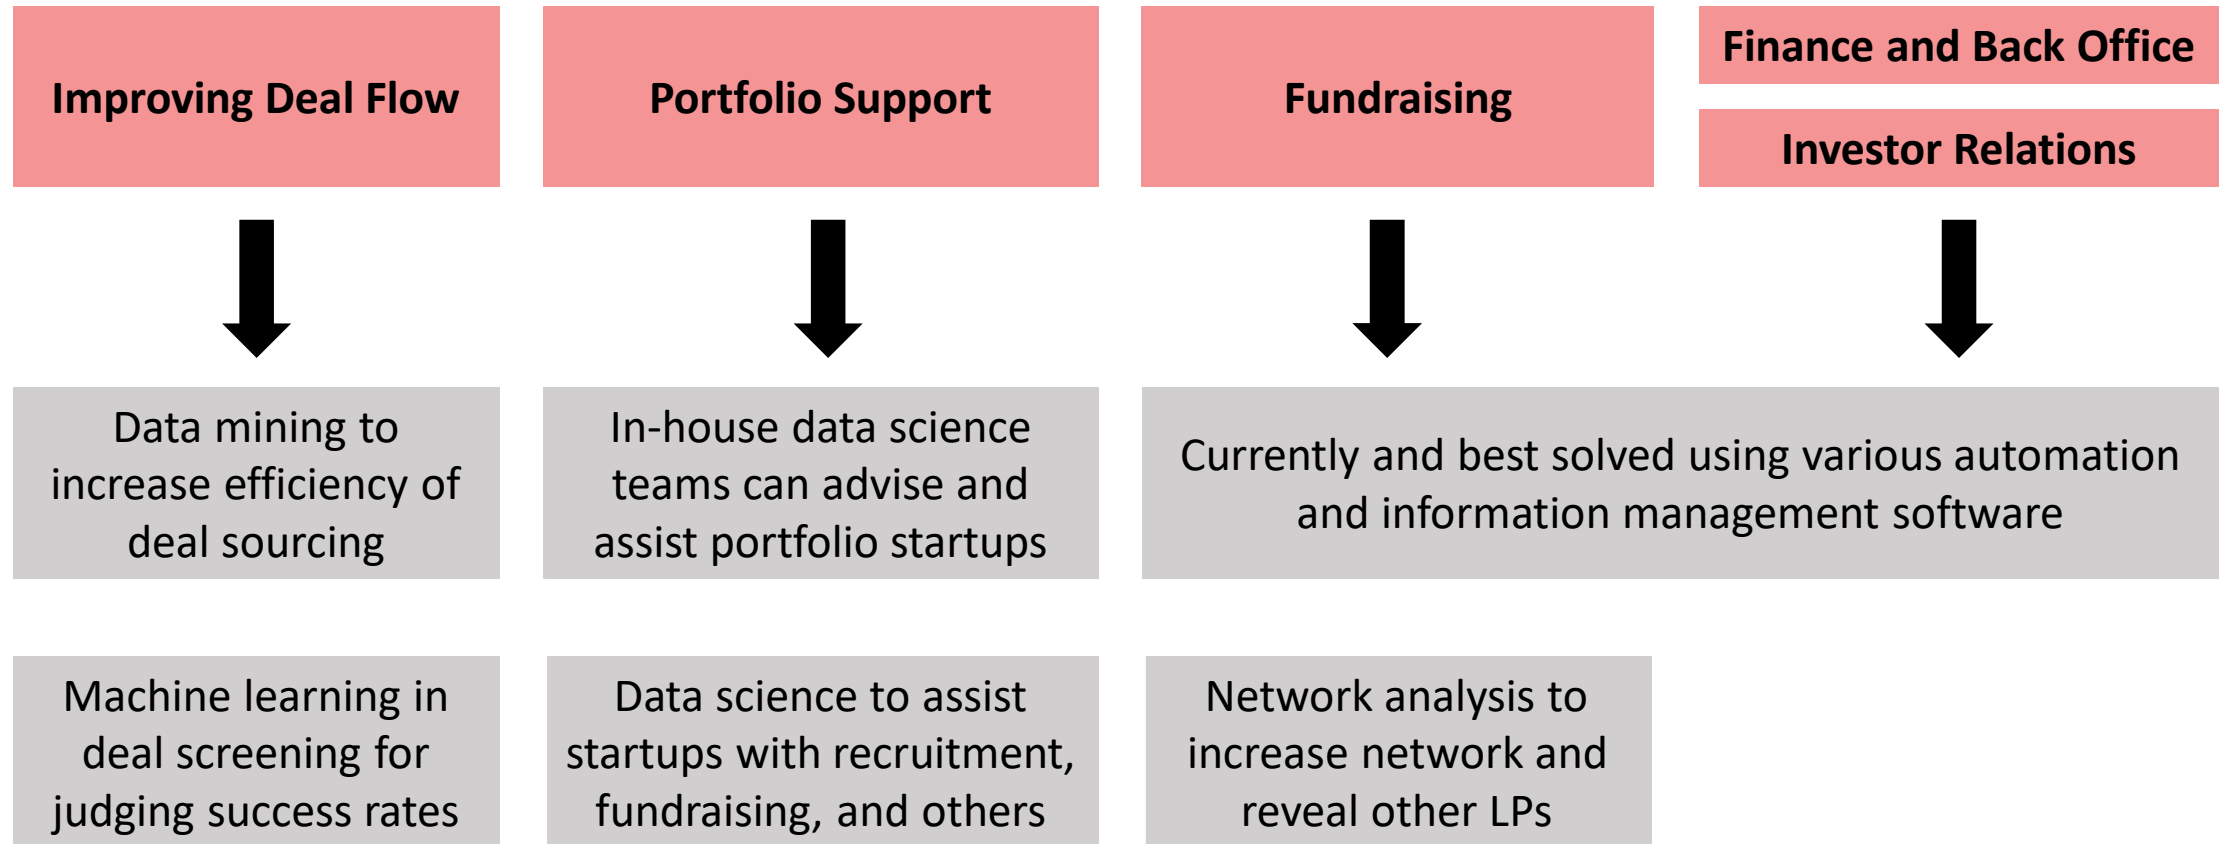 Improving Deal Flow
Portfolio Support
Fundraising
Finance and Back Office
Investor Relations
Data mining to
increase efficiency of
deal sourcing
In-house data science
teams can advise and
assist portfolio startups
Currently and best solved using various automation
and information management software
Machine learning in
deal screening for
judging success rates
Data science to assist
startups with recruitment,
fundraising, and others
Network analysis to
increase network and
reveal other LPs